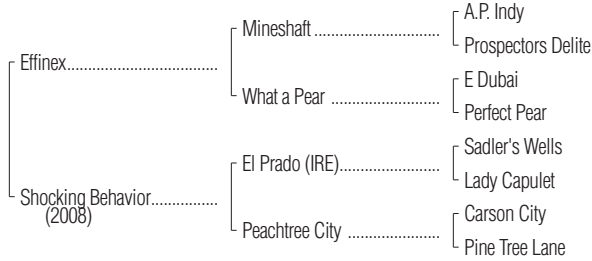 A.P. Indy
Mineshaft
Prospectors Delite
Effinex
E Dubai
What a Pear
Perfect Pear
Sadler's Wells
El Prado (IRE)
Lady Capulet
Shocking Behavior
(2008)
Carson City
Peachtree City
Pine Tree Lane